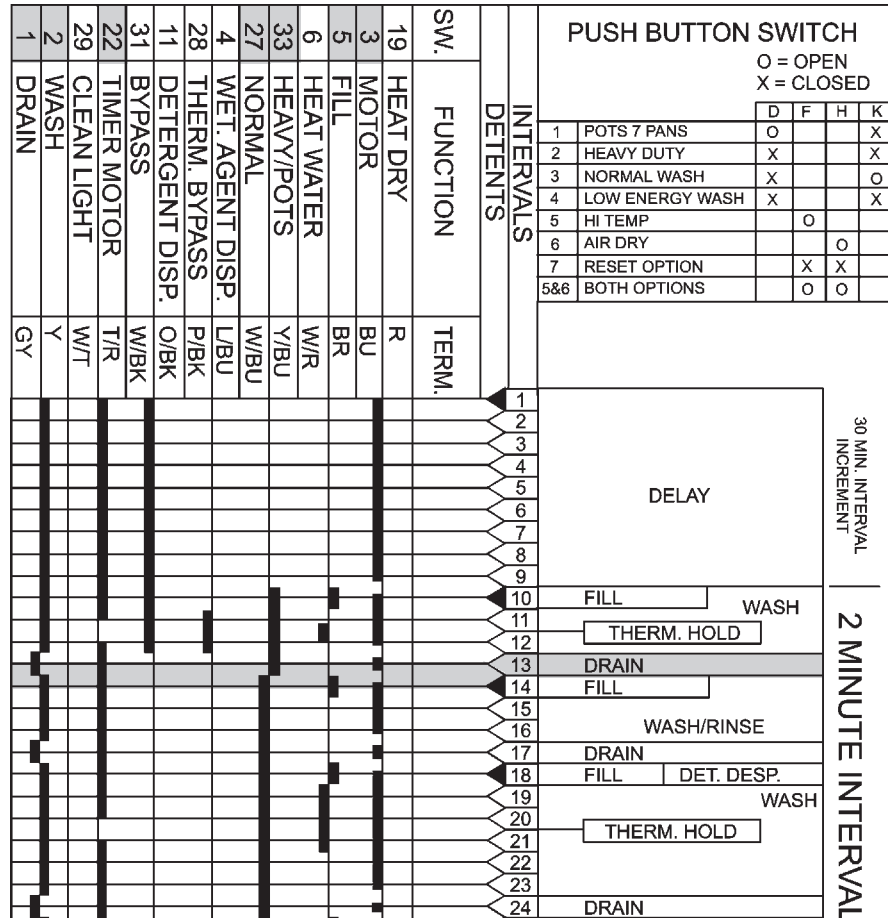 PUSH BUTTON SWITCH
O = OPEN
X = CLOSED
D F H K
1 POTS 7 PANS O X
2 HEAVY DUTY X X
3 NORMAL WASH X O
4 LOW ENERGY WASH X X
5 HI TEMP O
6 AIR DRY O
7 RESET OPTION X X
5&6 BOTH OPTIONS O O
INTERVALS
DETENTS
SW. FUNCTION TERM.
19 HEAT DRY R
3 MOTOR BU
5 FILL BR
6 HEAT WATER W/R
33 HEAVY/POTS Y/BU
27 NORMAL W/BU
4 WET. AGENT DISP. L/BU
28 THERM. BYPASS P/BK
11 DETERGENT DISP. O/BK
31 BYPASS W/BK
22 TIMER MOTOR T/R
29 CLEAN LIGHT W/T
2 WASH Y
1 DRAIN GY
30 MIN. INTERVAL
INCREMENT
2 MINUTE INTERVAL
1
2
3
4
5 DELAY
6
7
8
9
10 FILL WASH
11 THERM. HOLD
12
13 DRAIN
14 FILL
15
16 WASH/RINSE
17 DRAIN
18 FILL DET. DESP.
19 WASH
20 THERM. HOLD
21
22
23
24 DRAIN